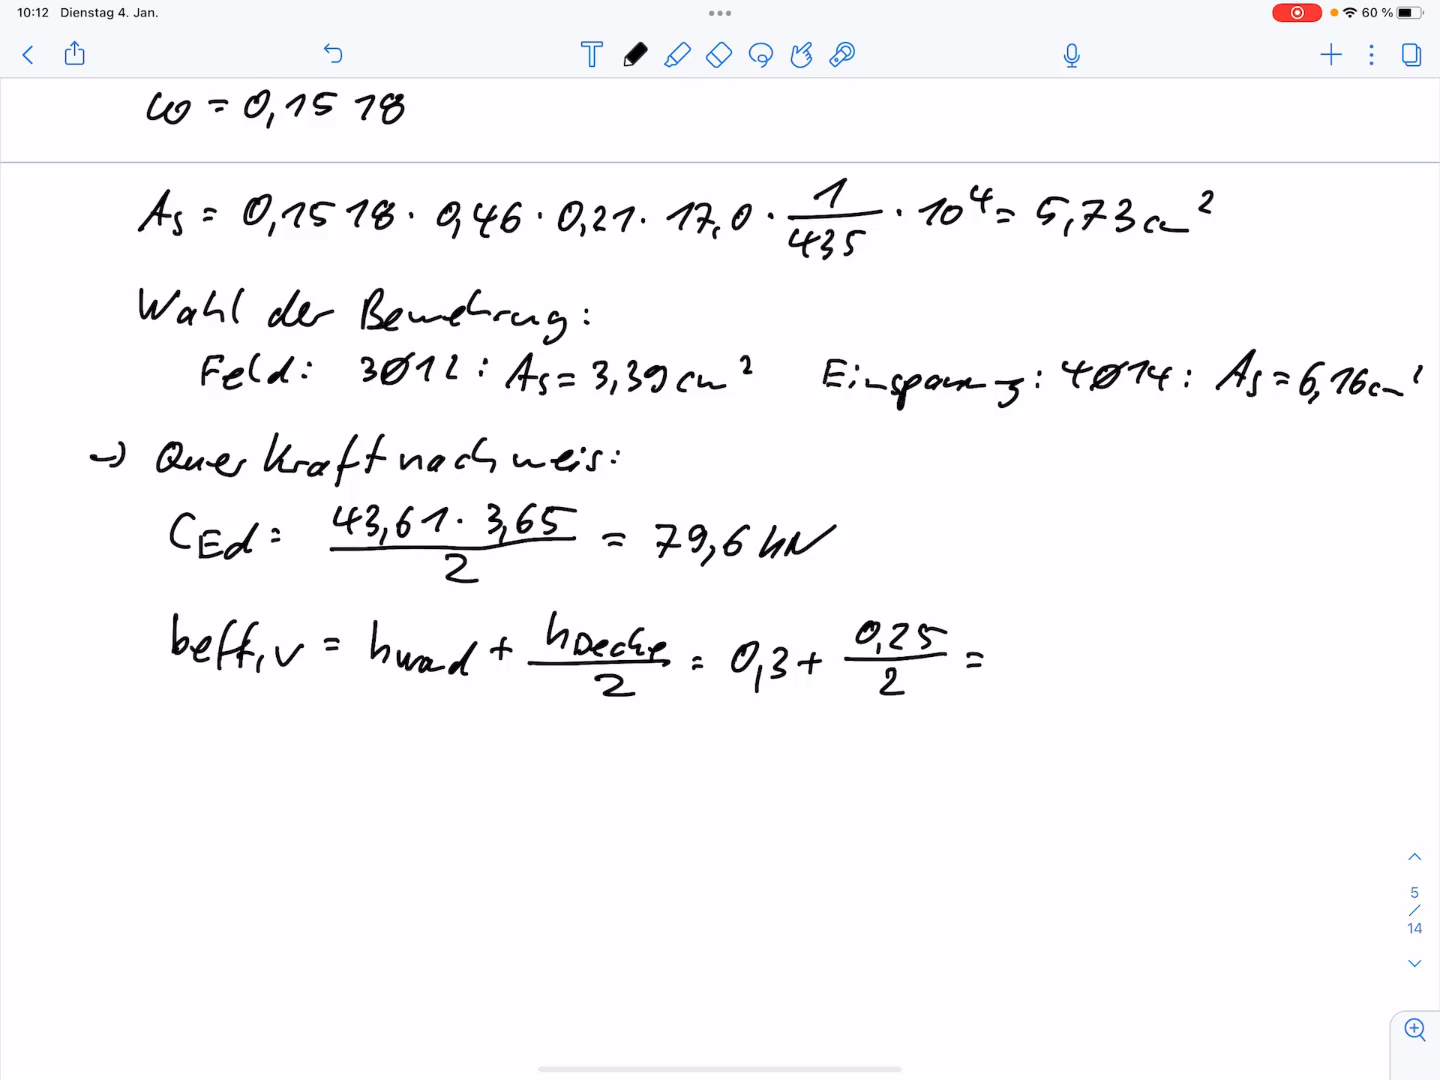 10:12 Dienstag 4. Jan. 60 %
ω = 0,1518
As = 0,1518 · 0,46 · 0,21 · 17,0 · 1/435 · 10⁴ = 5,73 cm²
Wahl der Bewehrung:
Feld: 3Ø12 : As = 3,39 cm² Einspannung: 4Ø14 : As = 6,16 cm²
→ Querkraftnachweis:
CEd = 43,61 · 3,65 / 2 = 79,6 kN
beff,v = hwand + hDecke/2 = 0,3 + 0,25/2 =
5
/
14